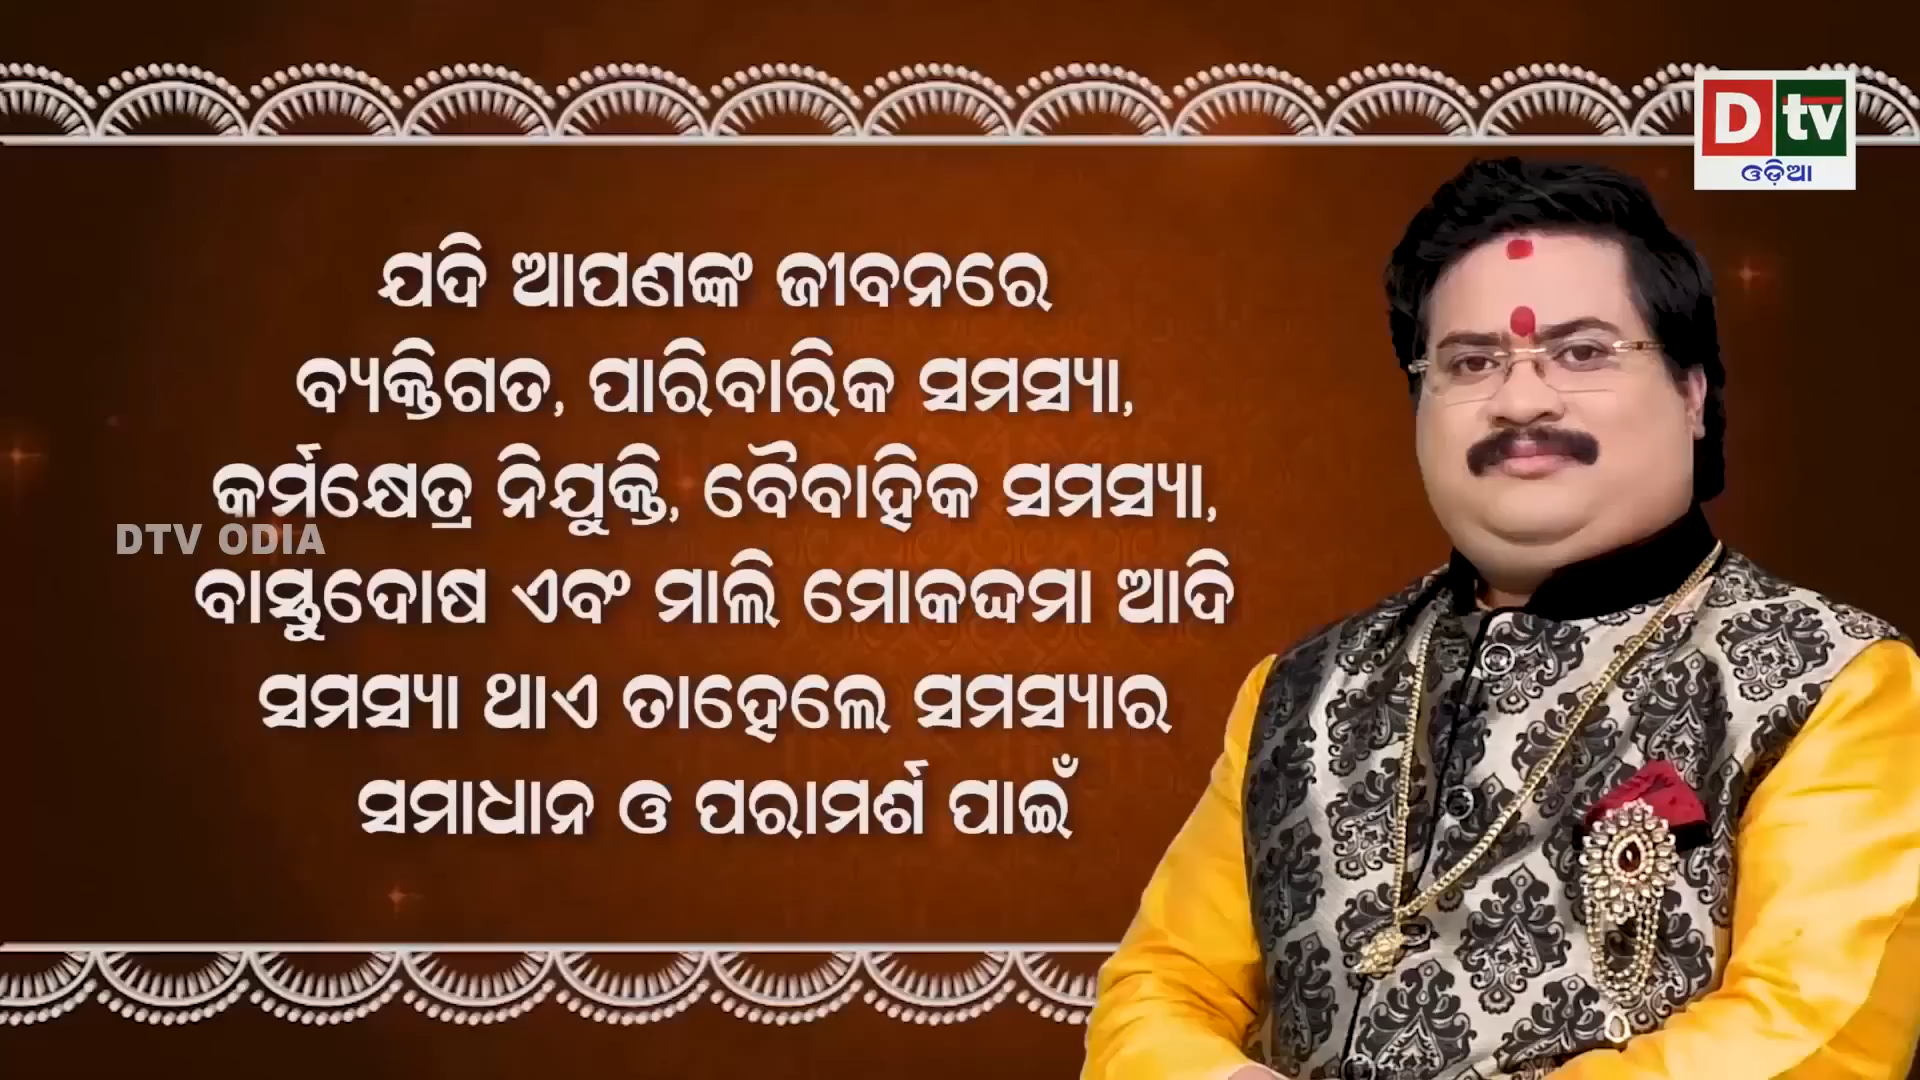 D tv
ଓଡ଼ିଆ
ଯଦି ଆପଣଙ୍କ ଜୀବନରେ
ବ୍ୟକ୍ତିଗତ, ପାରିବାରିକ ସମସ୍ୟା,
କର୍ମକ୍ଷେତ୍ର ନିଯୁକ୍ତି, ବୈବାହିକ ସମସ୍ୟା,
DTV ODIA
ବାସ୍ତୁଦୋଷ ଏବଂ ମାଲି ମୋକଦ୍ଦମା ଆଦି
ସମସ୍ୟା ଥାଏ ତାହେଲେ ସମସ୍ୟାର
ସମାଧାନ ଓ ପରାମର୍ଶ ପାଇଁ